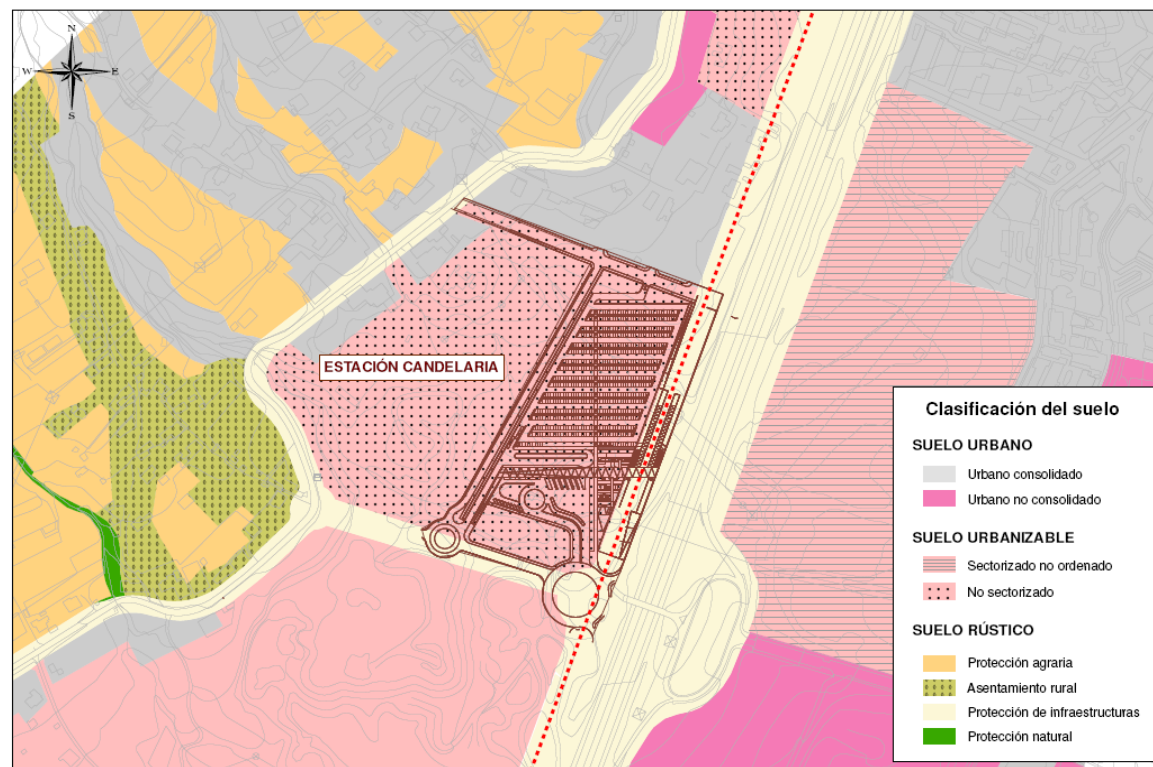 N
W
E
S
ESTACIÓN CANDELARIA
Clasificación del suelo
SUELO URBANO
Urbano consolidado
Urbano no consolidado
SUELO URBANIZABLE
Sectorizado no ordenado
No sectorizado
SUELO RÚSTICO
Protección agraria
Asentamiento rural
Protección de infraestructuras
Protección natural